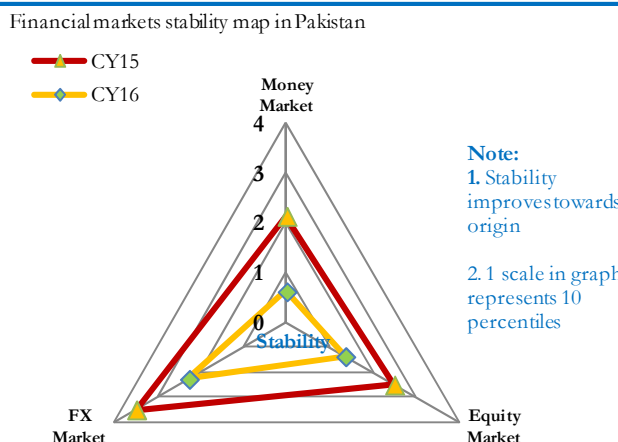 Financial markets stability map in Pakistan
CY15
CY16
Money
Market
4
3
2
1
0
Stability
FX
Market
Equity
Market
Note:
1. Stability
improves towards
origin
2. 1 scale in graph
represents 10
percentiles